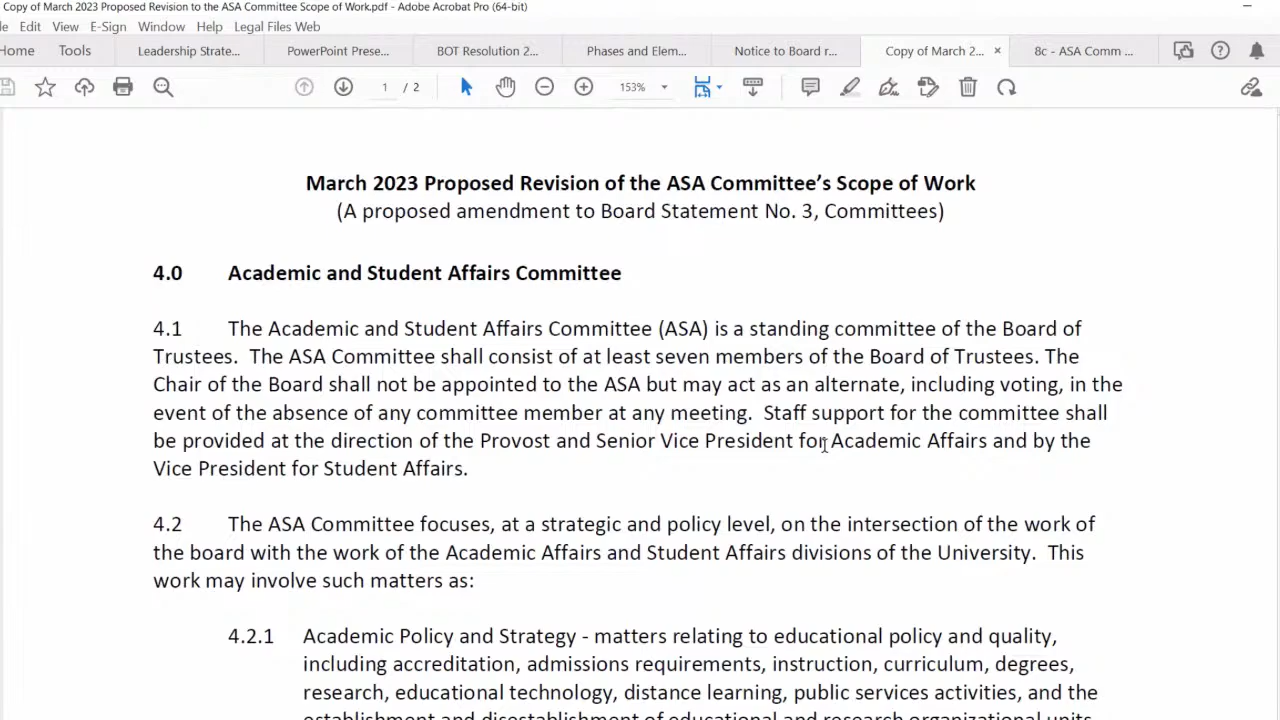 Copy of March 2023 Proposed Revision to the ASA Committee Scope of Work.pdf - Adobe Acrobat Pro (64-bit)
Edit View E-Sign Window Help Legal Files Web
Home Tools Leadership Strate... PowerPoint Prese... BOT Resolution 2... Phases and Elem... Notice to Board r... Copy of March 2... × 8c - ASA Comm ...
1 / 2 153%
March 2023 Proposed Revision of the ASA Committee’s Scope of Work
(A proposed amendment to Board Statement No. 3, Committees)
4.0 Academic and Student Affairs Committee
4.1 The Academic and Student Affairs Committee (ASA) is a standing committee of the Board of
Trustees. The ASA Committee shall consist of at least seven members of the Board of Trustees. The
Chair of the Board shall not be appointed to the ASA but may act as an alternate, including voting, in the
event of the absence of any committee member at any meeting. Staff support for the committee shall
be provided at the direction of the Provost and Senior Vice President for Academic Affairs and by the
Vice President for Student Affairs.
4.2 The ASA Committee focuses, at a strategic and policy level, on the intersection of the work of
the board with the work of the Academic Affairs and Student Affairs divisions of the University. This
work may involve such matters as:
4.2.1 Academic Policy and Strategy - matters relating to educational policy and quality,
including accreditation, admissions requirements, instruction, curriculum, degrees,
research, educational technology, distance learning, public services activities, and the
establishment and disestablishment of educational and research organizational units